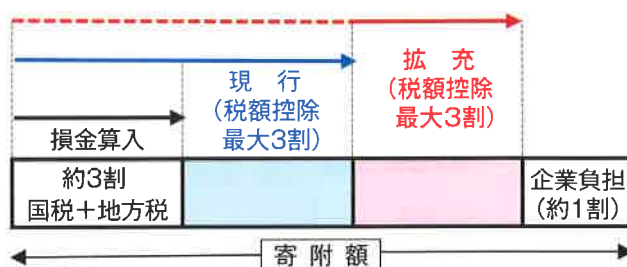 現 行
(税額控除
最大3割)
拡 充
(税額控除
最大3割)
損金算入
約3割
国税＋地方税
企業負担
(約1割)
寄 附 額